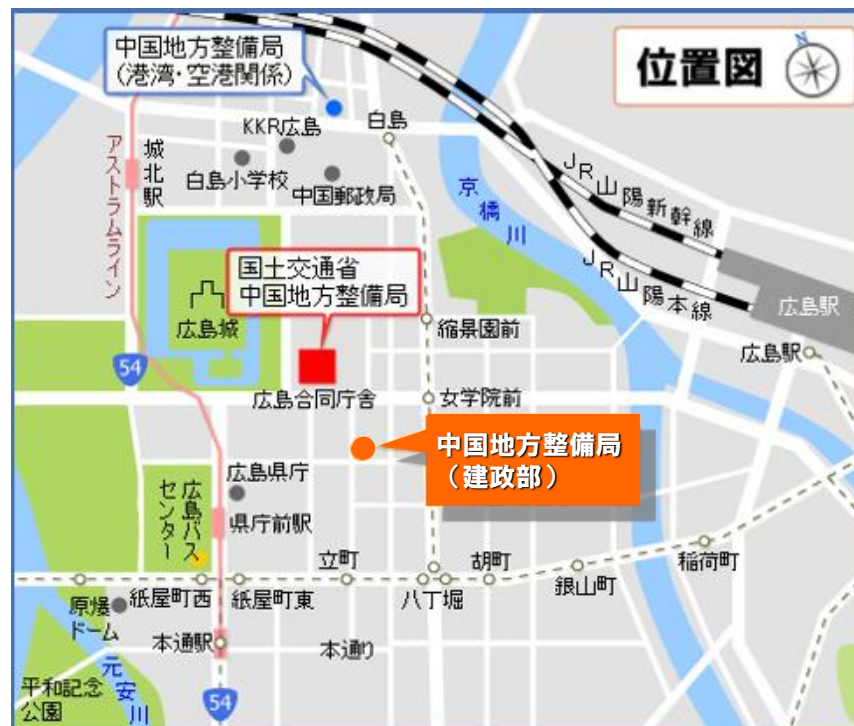 中国地方整備局
(港湾・空港関係)
位置図
N
KKR広島
白島
城北駅
アストラムライン
白島小学校
中国郵政局
京橋川
JR山陽新幹線
国土交通省
中国地方整備局
JR山陽本線
広島駅
広島城
縮景園前
広島駅
54
広島合同庁舎
女学院前
中国地方整備局
(建政部)
広島県庁
広島バス
センター
県庁前駅
立町
胡町
稲荷町
銀山町
原爆
ドーム
紙屋町西
紙屋町東
八丁堀
本通駅
本通り
元安川
平和記念
公園
54